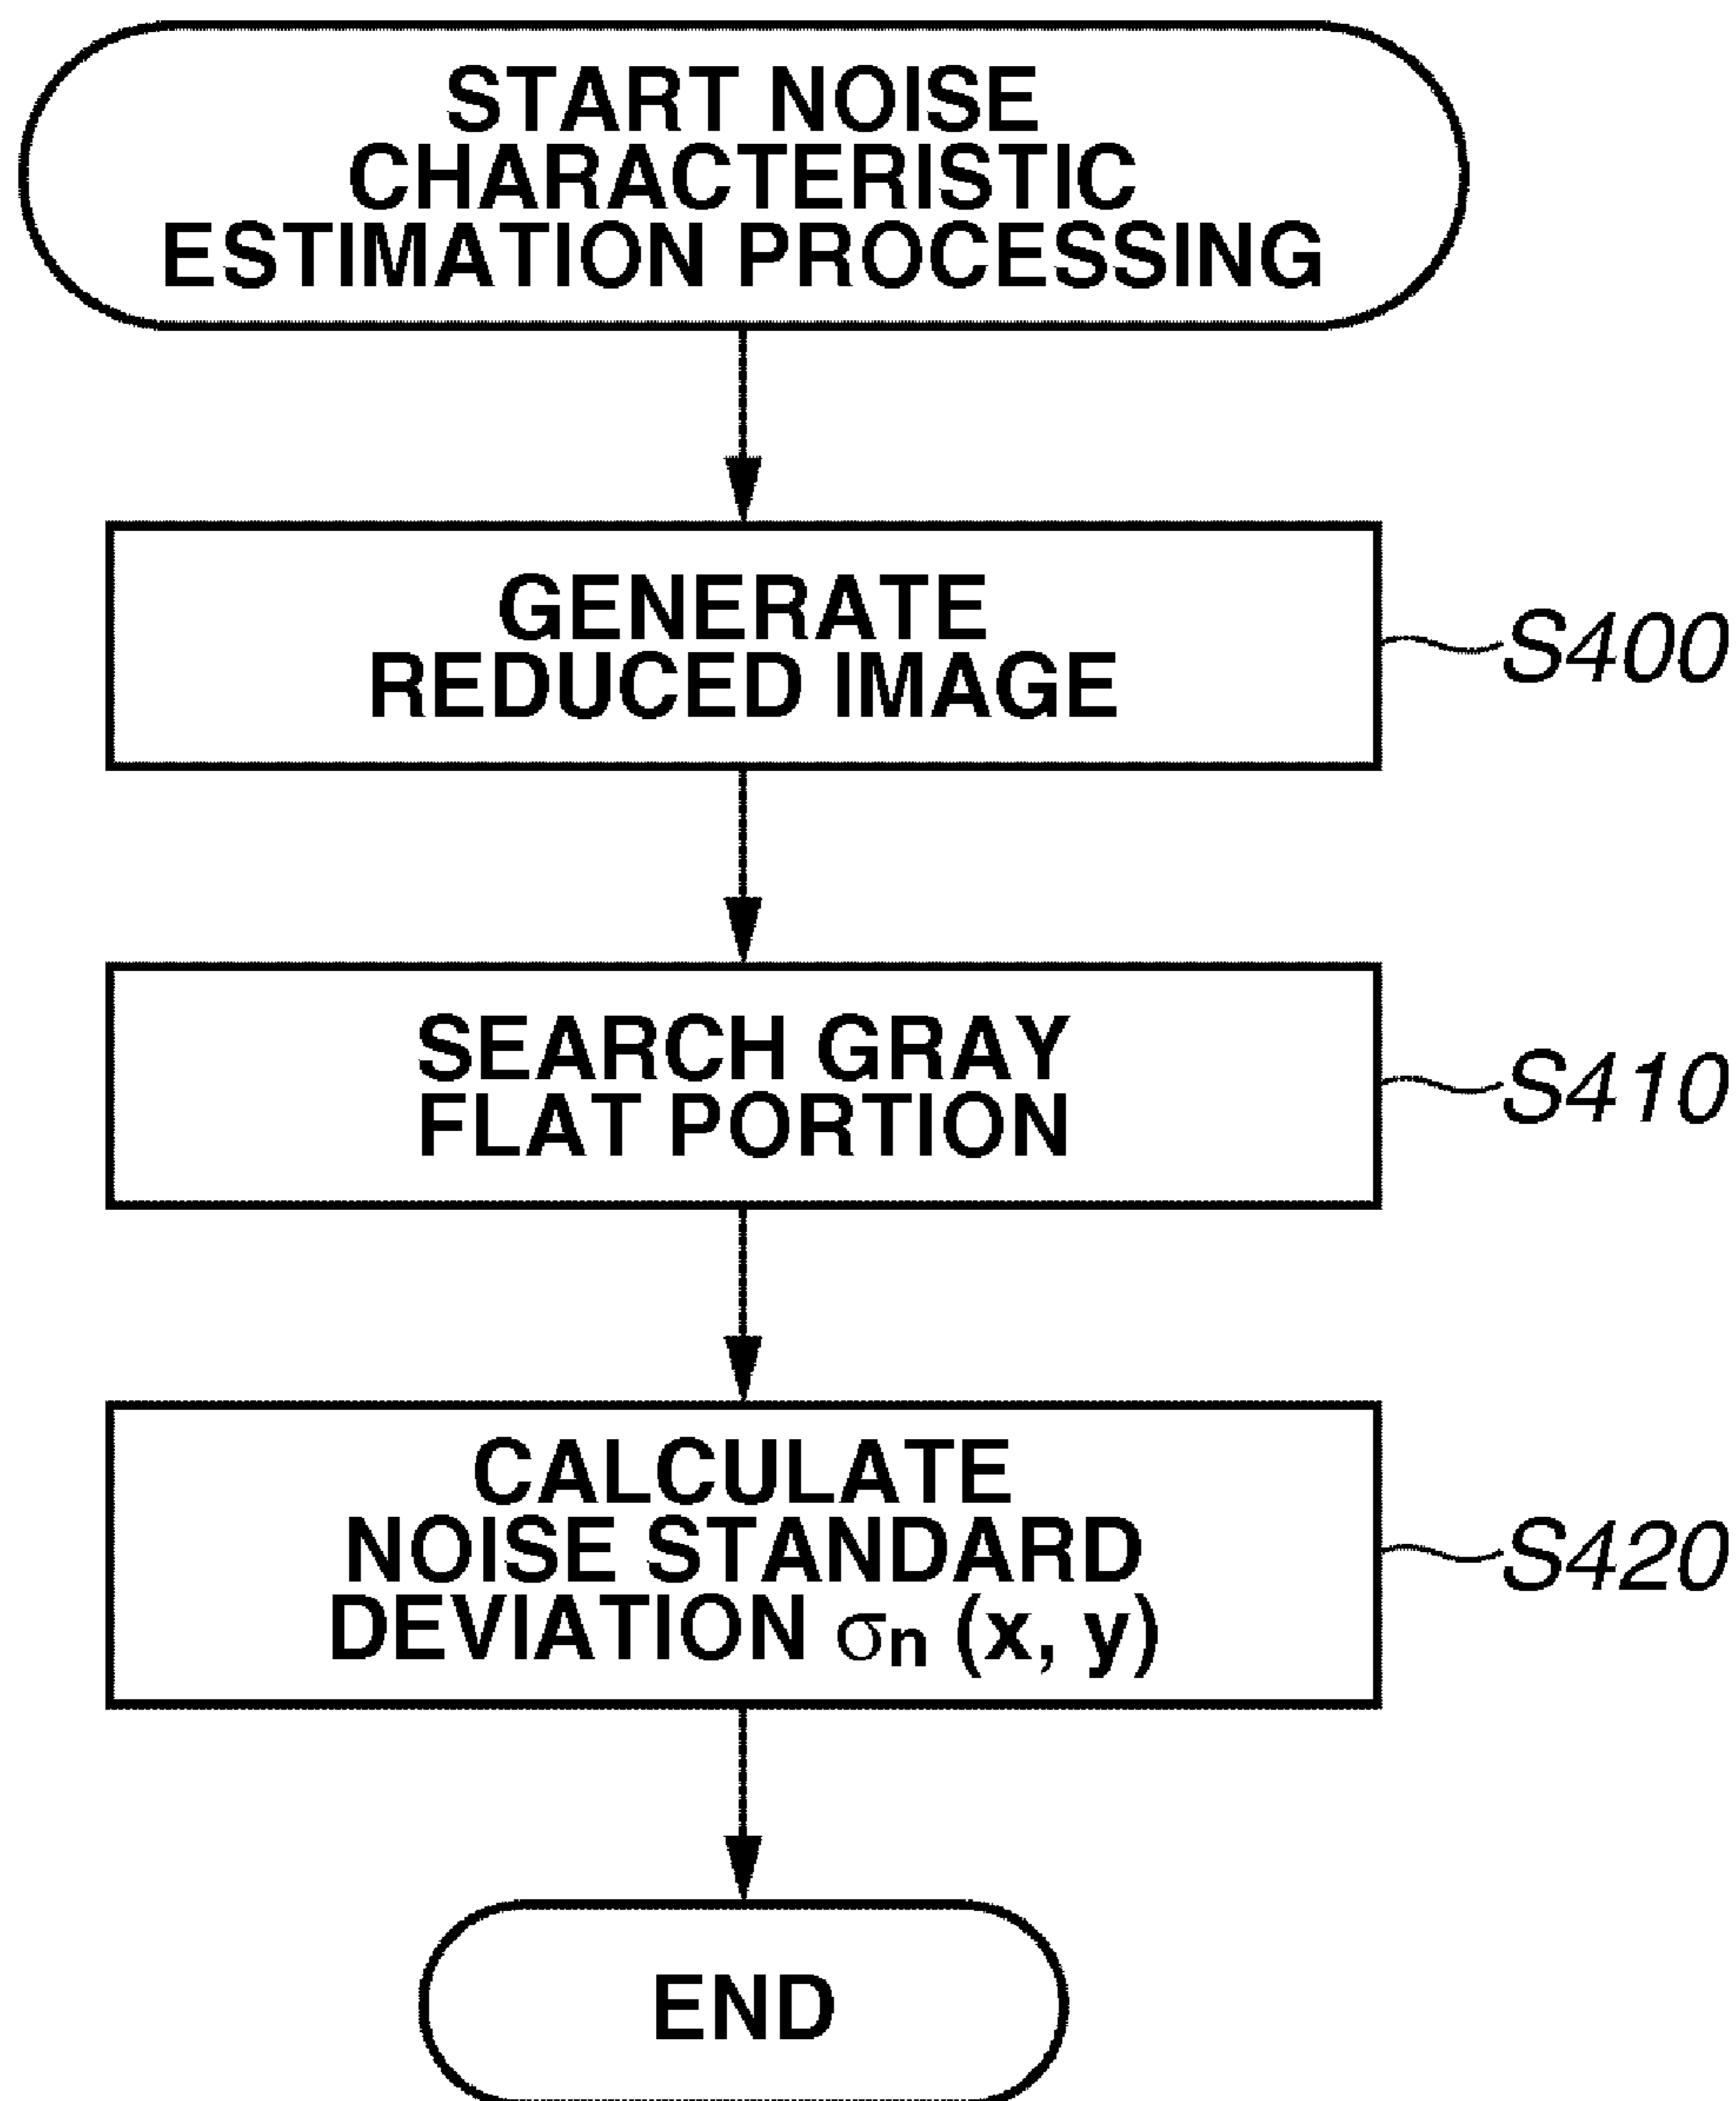 START NOISE
CHARACTERISTIC
ESTIMATION PROCESSING
GENERATE
REDUCED IMAGE
S400
SEARCH GRAY
FLAT PORTION
S410
CALCULATE
NOISE STANDARD
DEVIATION σn (x, y)
S420
END